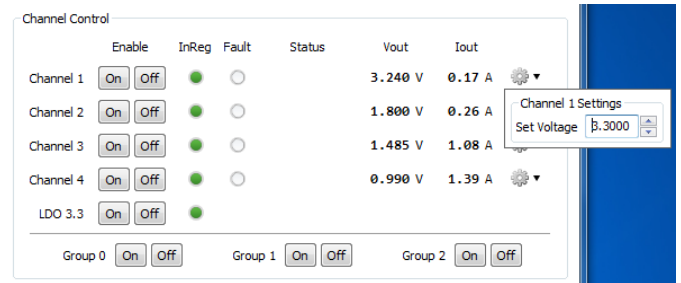 Channel Control
Enable InReg Fault Status Vout Iout
Channel 1 On Off 3.240 V 0.17 A
Channel 1 Settings
Channel 2 On Off 1.800 V 0.26 A
Set Voltage 3.3000
Channel 3 On Off 1.485 V 1.08 A
Channel 4 On Off 0.990 V 1.39 A
LDO 3.3 On Off
Group 0 On Off Group 1 On Off Group 2 On Off